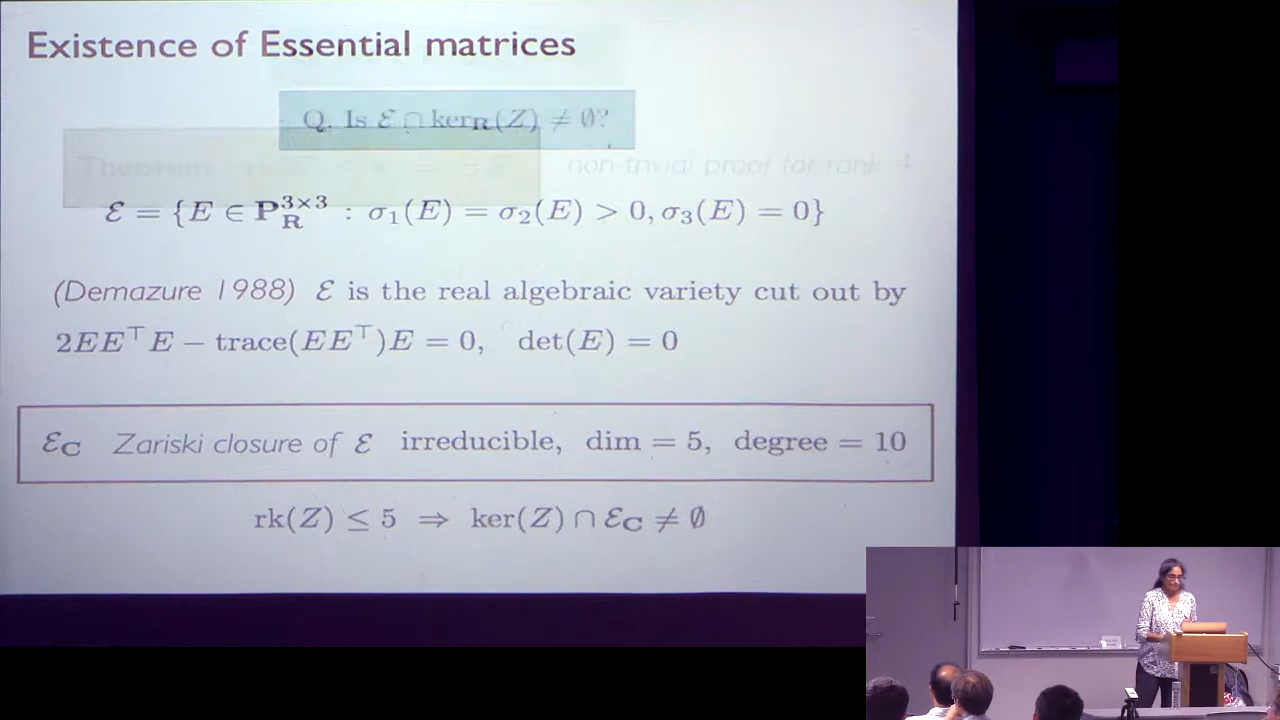 Existence of Essential matrices
Q. Is ℰ ∩ ker_𝐑(Z) ≠ ∅?
non trivial proof for rank 4
ℰ = {E ∈ 𝐏_𝐑^{3×3} : σ₁(E) = σ₂(E) > 0, σ₃(E) = 0}
(Demazure 1988) ℰ is the real algebraic variety cut out by
2EE^⊤E − trace(EE^⊤)E = 0, det(E) = 0
ℰ_𝐂 Zariski closure of ℰ irreducible, dim = 5, degree = 10
rk(Z) ≤ 5 ⇒ ker(Z) ∩ ℰ_𝐂 ≠ ∅